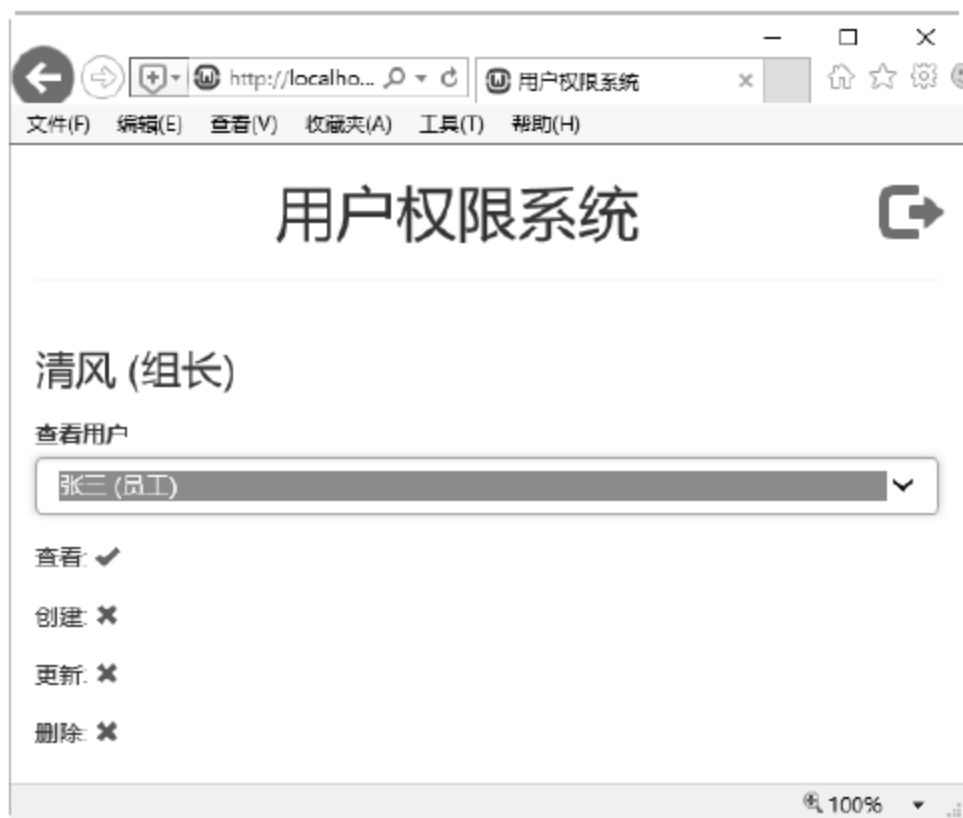 http://localho...
用户权限系统
文件(F) 编辑(E) 查看(V) 收藏夹(A) 工具(T) 帮助(H)
用户权限系统
清风 (组长)
查看用户
张三 (员工)
查看:
创建:
更新:
删除:
100%